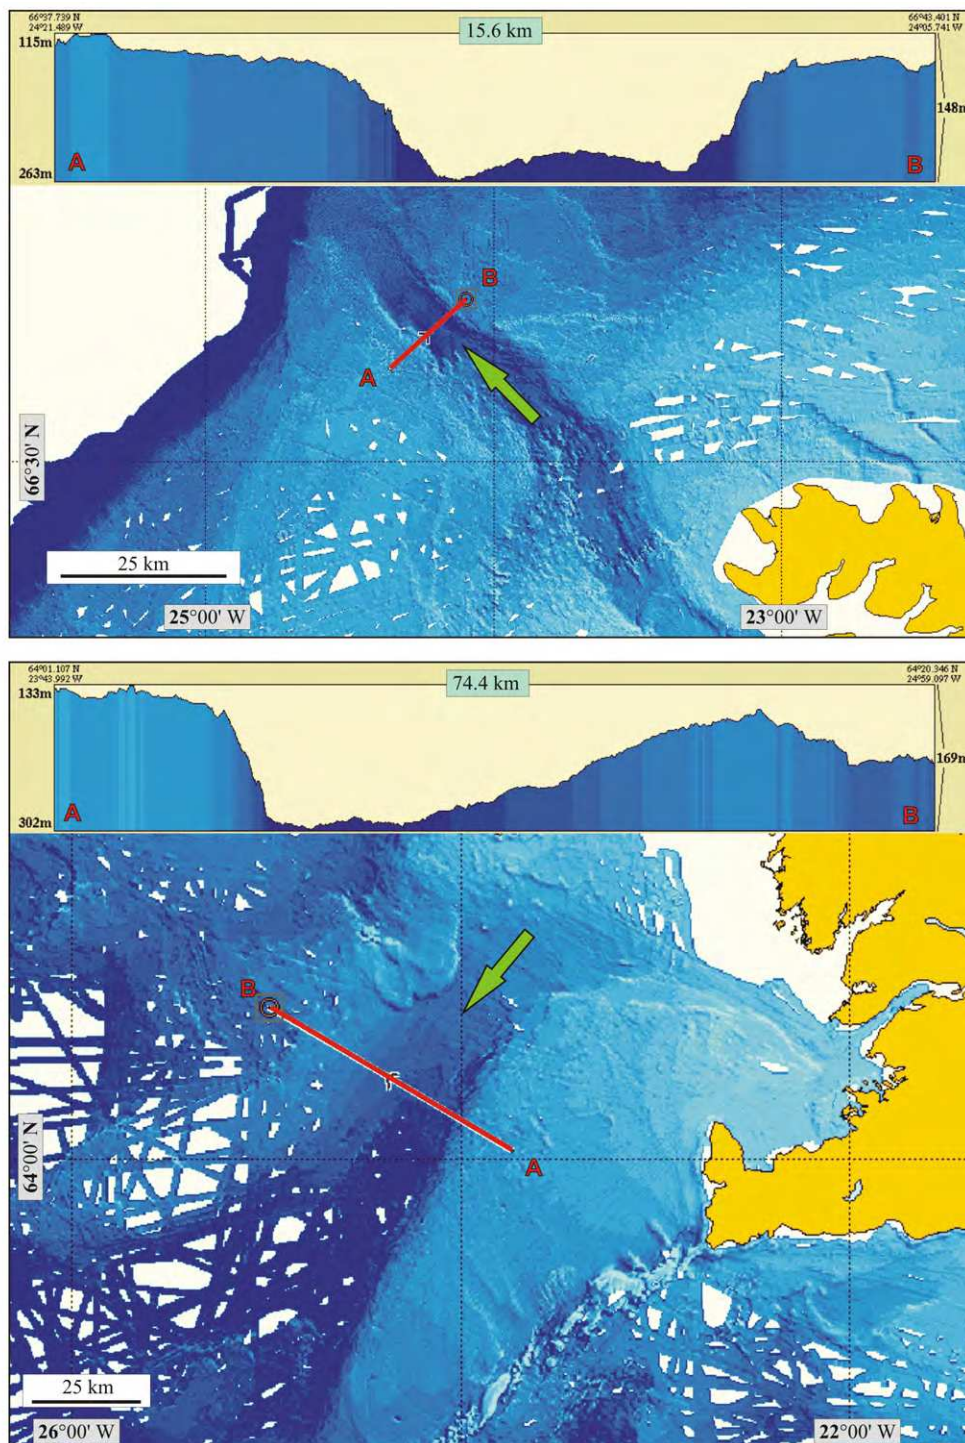 66°37.739 N
24°21.489 W
15.6 km
66°43.401 N
24°05.741 W
115m
148m
263m
A
B
B
A
66°30' N
25 km
25°00' W
23°00' W
64°01.107 N
23°43.992 W
74.4 km
64°20.346 N
24°59.097 W
133m
169m
302m
A
B
B
A
64°00' N
25 km
26°00' W
22°00' W